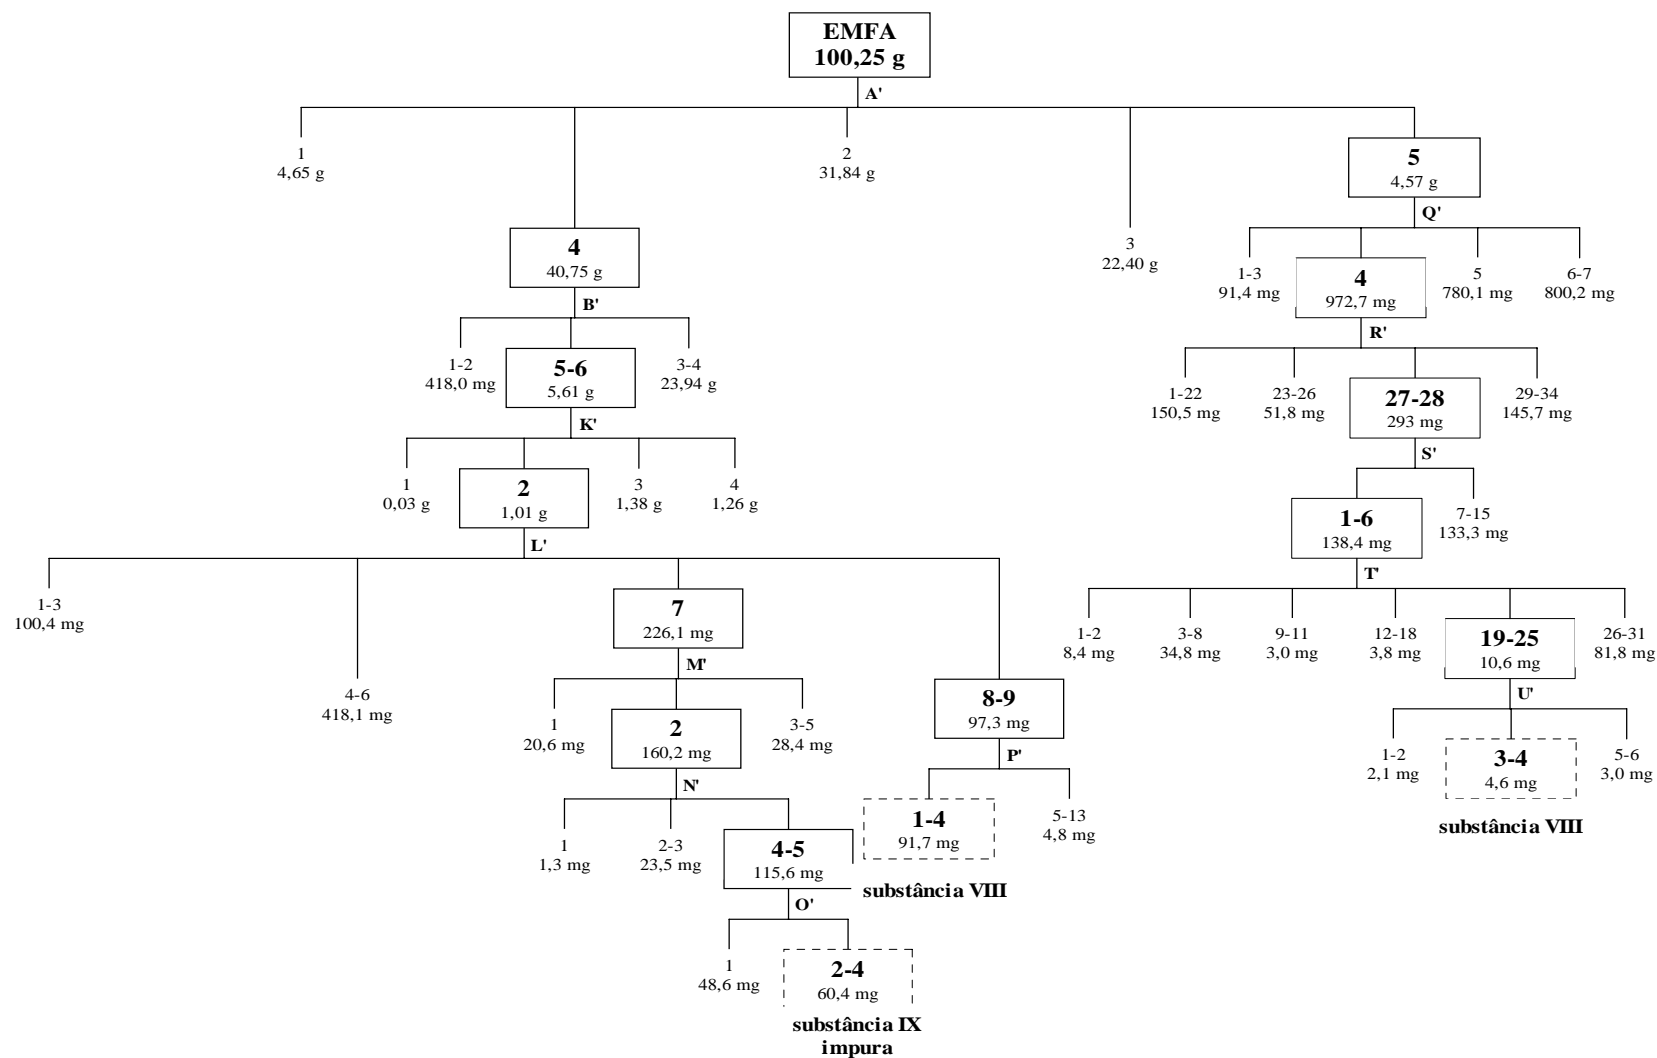 EMFA
100,25 g
A'
1
4,65 g
2
31,84 g
5
4,57 g
Q'
4
40,75 g
B'
3
22,40 g
1-3
91,4 mg
4
972,7 mg
5
780,1 mg
6-7
800,2 mg
R'
1-2
418,0 mg
5-6
5,61 g
3-4
23,94 g
K'
1-22
150,5 mg
23-26
51,8 mg
27-28
293 mg
29-34
145,7 mg
S'
1
0,03 g
2
1,01 g
3
1,38 g
4
1,26 g
L'
1-6
138,4 mg
7-15
133,3 mg
T'
1-3
100,4 mg
4-6
418,1 mg
7
226,1 mg
M'
8-9
97,3 mg
P'
1-2
8,4 mg
3-8
34,8 mg
9-11
3,0 mg
12-18
3,8 mg
19-25
10,6 mg
26-31
81,8 mg
U'
1
20,6 mg
2
160,2 mg
3-5
28,4 mg
N'
1-2
2,1 mg
3-4
4,6 mg
5-6
3,0 mg
substância VIII
1
1,3 mg
2-3
23,5 mg
4-5
115,6 mg
O'
1-4
91,7 mg
5-13
4,8 mg
substância VIII
1
48,6 mg
2-4
60,4 mg
substância IX
impura